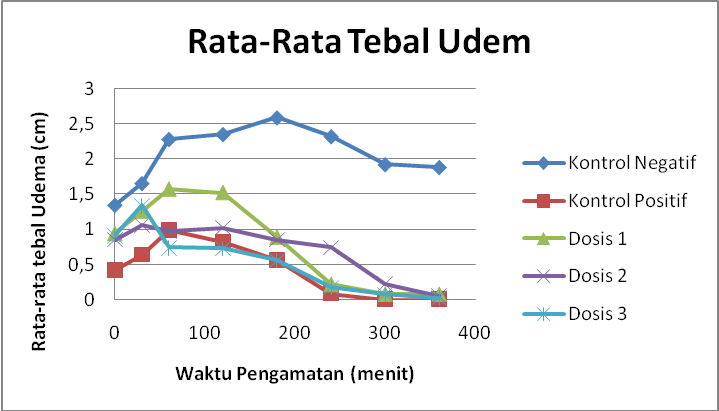 Rata-Rata Tebal Udem
Rata-rata tebal Udema (cm)
3
2,5
2
1,5
1
0,5
0
0 100 200 300 400
Waktu Pengamatan (menit)
Kontrol Negatif
Kontrol Positif
Dosis 1
Dosis 2
Dosis 3